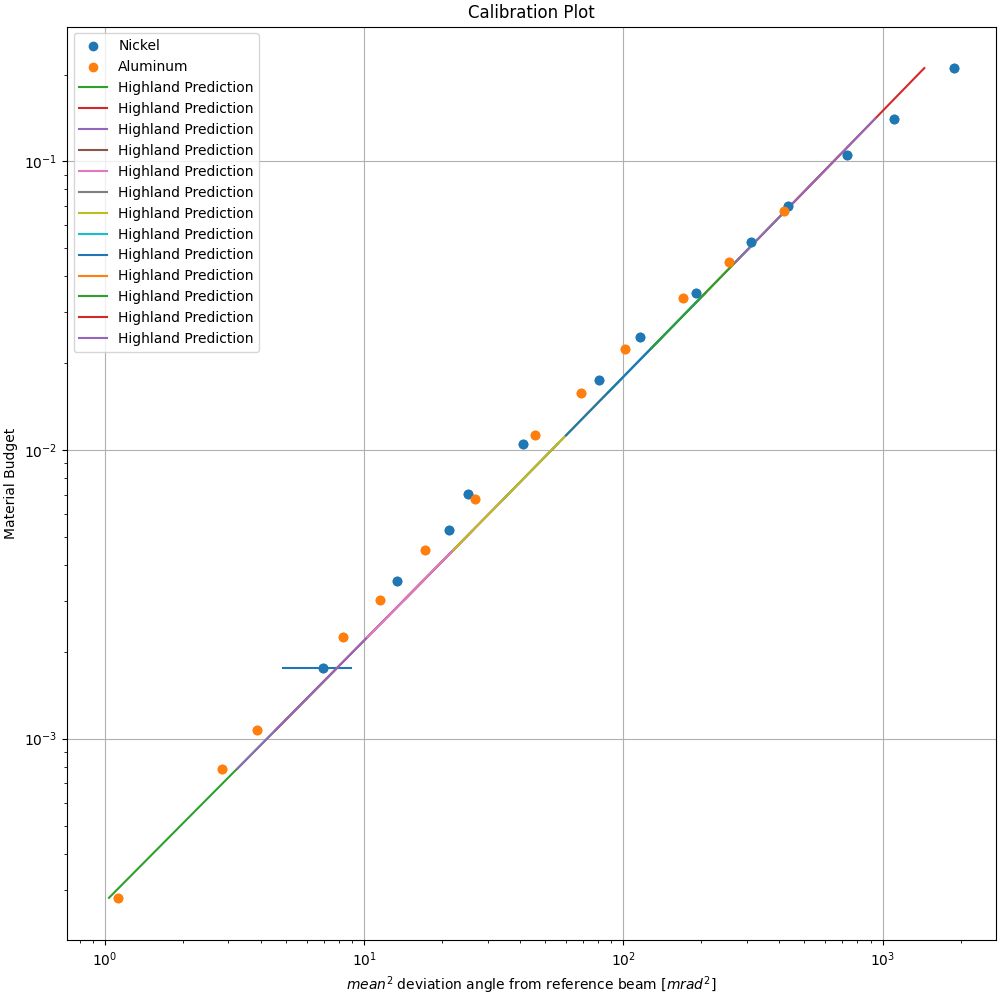 Calibration Plot
Nickel
Aluminum
Highland Prediction
Highland Prediction
Highland Prediction
Highland Prediction
Highland Prediction
Highland Prediction
Highland Prediction
Highland Prediction
Highland Prediction
Highland Prediction
Highland Prediction
Highland Prediction
Highland Prediction
Material Budget
10⁻¹
10⁻²
10⁻³
10⁰ 10¹ 10² 10³
mean² deviation angle from reference beam [mrad²]